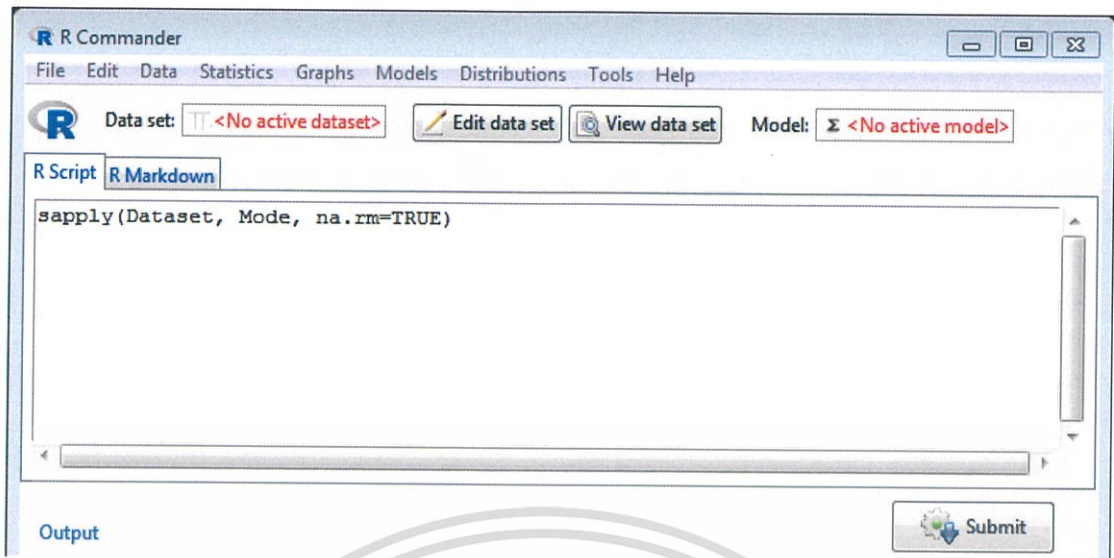 R R Commander
File Edit Data Statistics Graphs Models Distributions Tools Help
R Data set: <No active dataset> Edit data set View data set Model: Σ <No active model>
R Script R Markdown
sapply(Dataset, Mode, na.rm=TRUE)
Output Submit